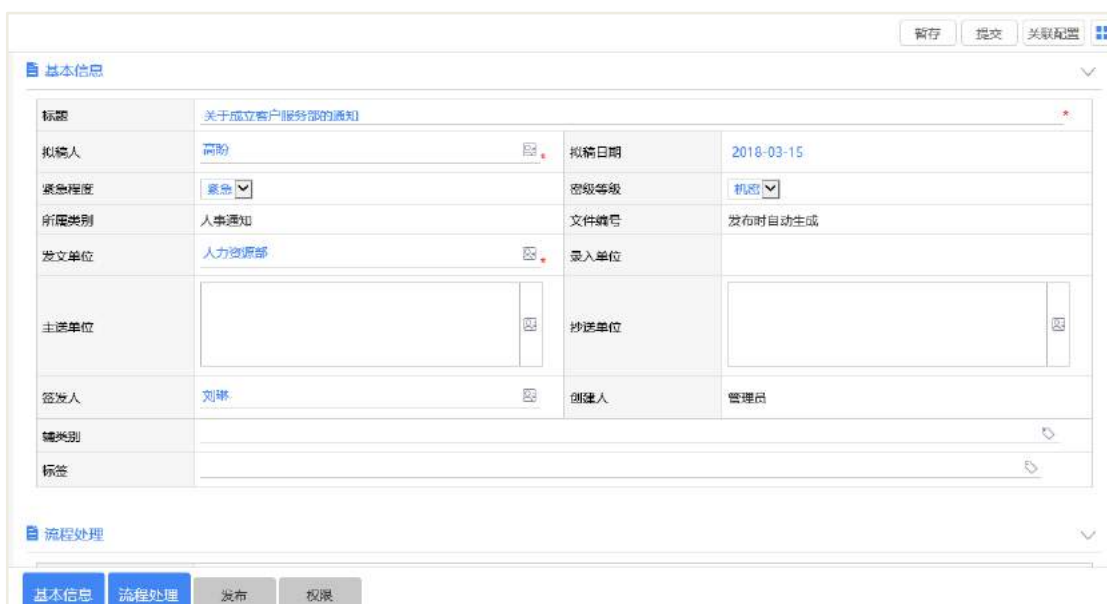 暂存 提交 关联配置
基本信息
标题 关于成立客户服务部的通知 *
拟稿人 高盼 * 拟稿日期 2018-03-15
紧急程度 紧急 密级等级 机密
所属类别 人事通知 文件编号 发布时自动生成
发文单位 人力资源部 * 录入单位
主送单位 抄送单位
签发人 刘琳 创建人 管理员
辅类别
标签
流程处理
基本信息 流程处理 发布 权限